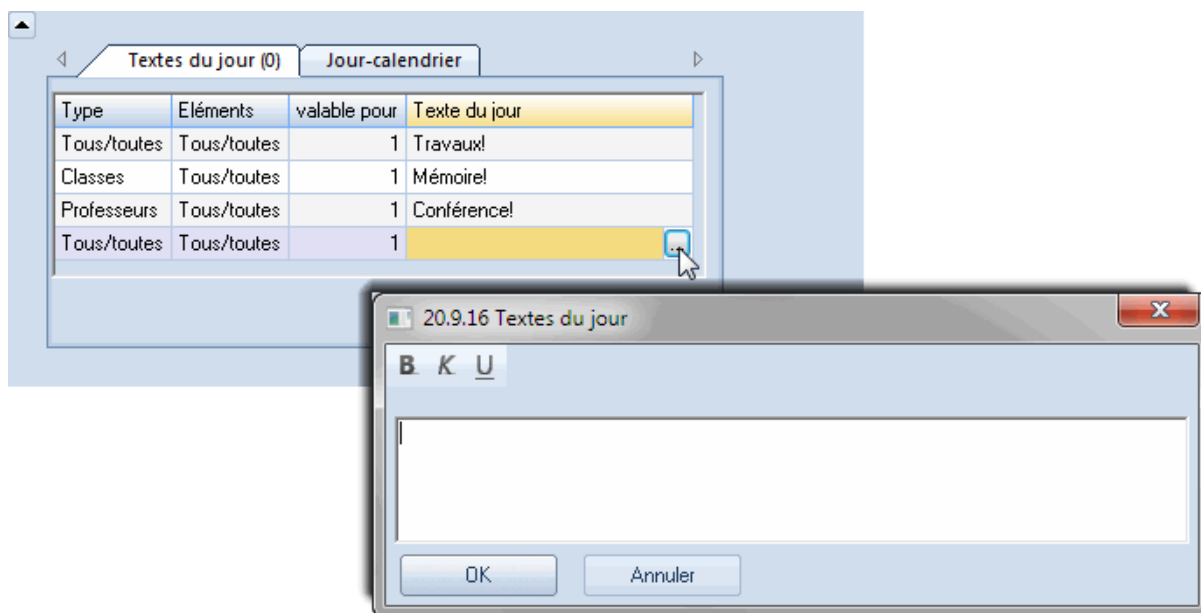 Textes du jour (0) Jour-calendrier
Type Eléments valable pour Texte du jour
Tous/toutes Tous/toutes 1 Travaux!
Classes Tous/toutes 1 Mémoire!
Professeurs Tous/toutes 1 Conférence!
Tous/toutes Tous/toutes 1 ...
20.9.16 Textes du jour
B K U
OK Annuler